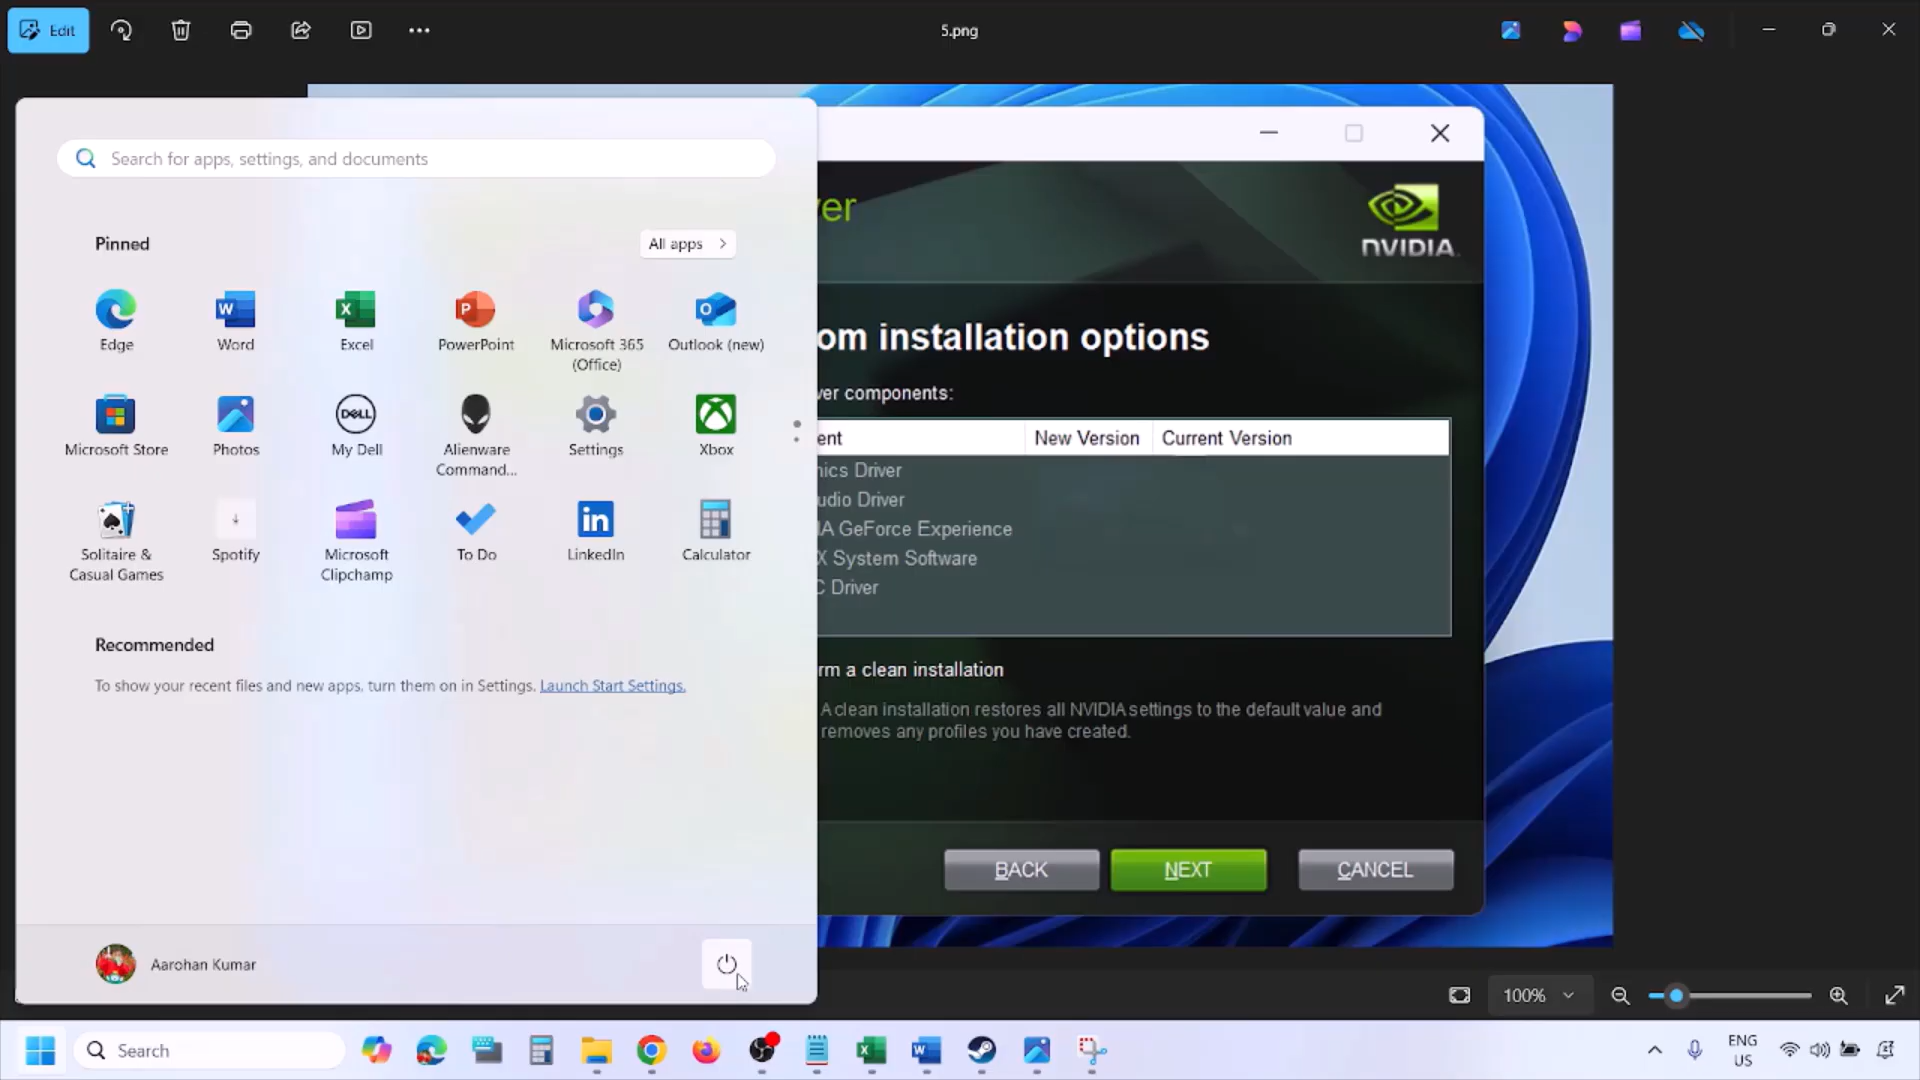 Edit
5.png
Search for apps, settings, and documents
Pinned
All apps
Edge
Word
Excel
PowerPoint
Microsoft 365
(Office)
Outlook (new)
Microsoft Store
Photos
DELL
My Dell
Alienware
Command...
Settings
Xbox
Solitaire &
Casual Games
Spotify
Microsoft
Clipchamp
To Do
LinkedIn
Calculator
Recommended
To show your recent files and new apps, turn them on in Settings. Launch Start Settings.
Aarohan Kumar
ver
NVIDIA
om installation options
ver components:
ent
New Version
Current Version
hics Driver
udio Driver
IA GeForce Experience
X System Software
C Driver
rm a clean installation
A clean installation restores all NVIDIA settings to the default value and
removes any profiles you have created.
BACK
NEXT
CANCEL
100%
Search
ENG
US